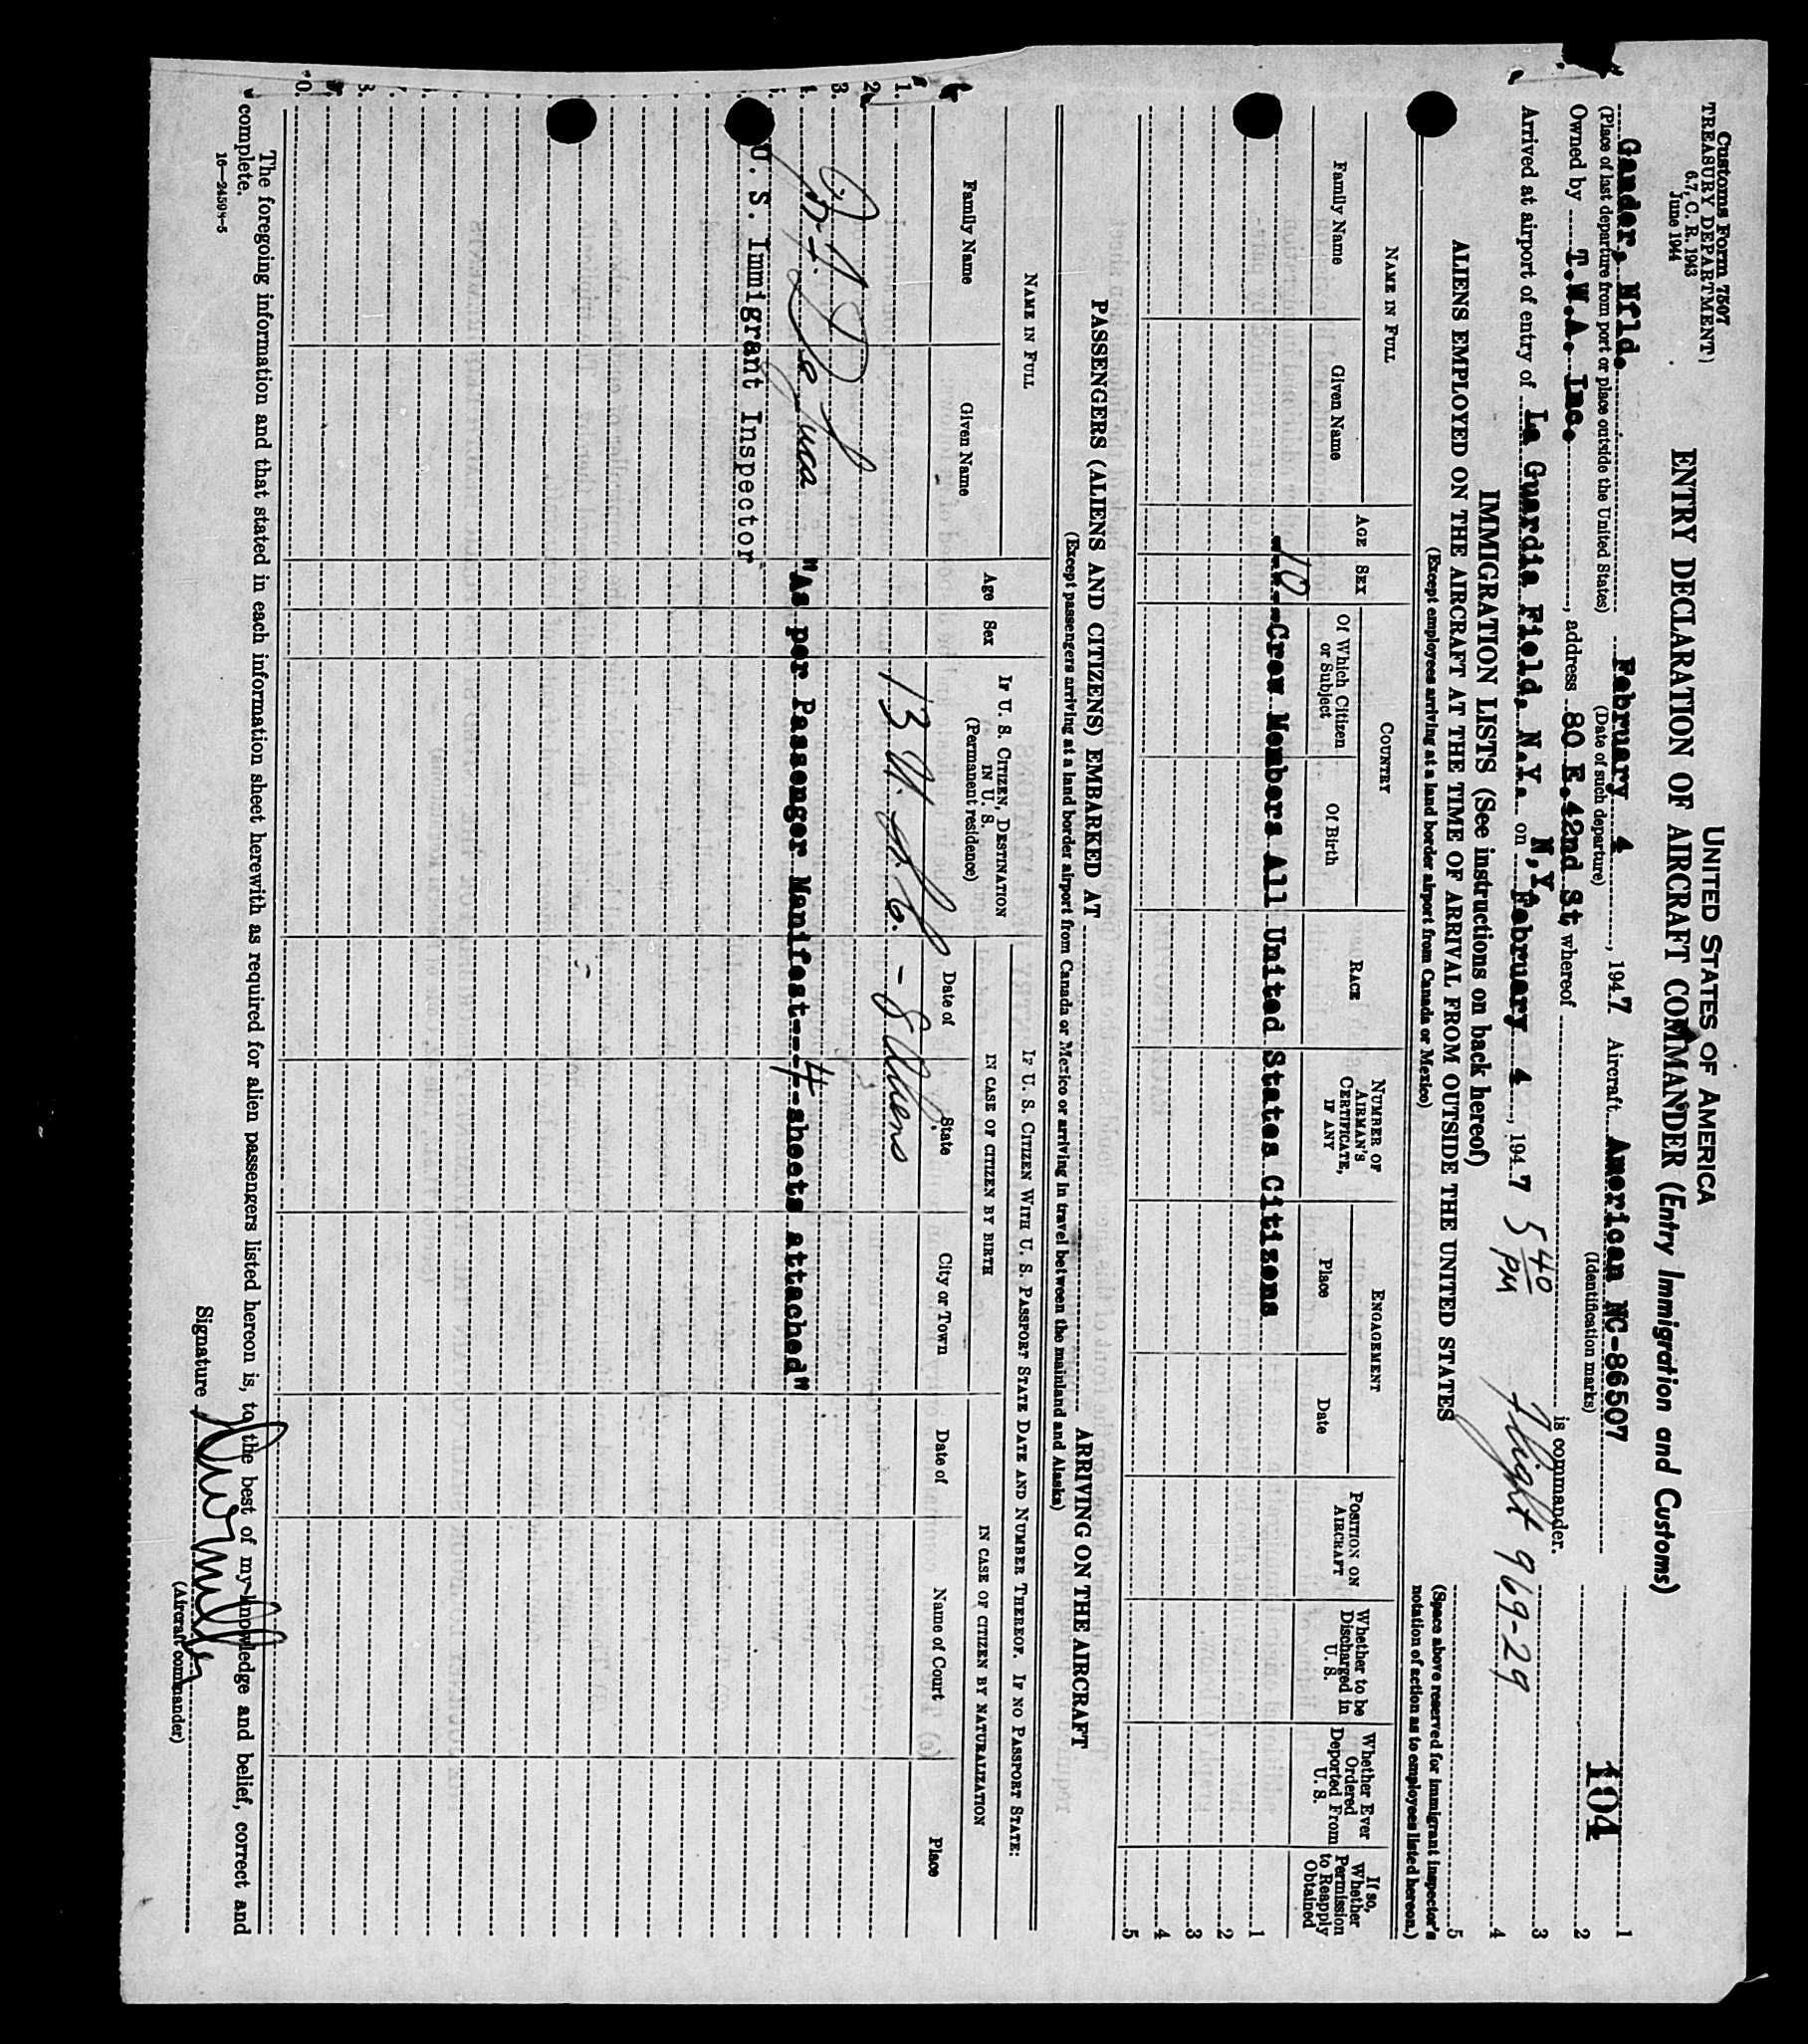 Customs Form 7507
TREASURY DEPARTMENT
6.7, C. R. 1943
June 1944
UNITED STATES OF AMERICA
ENTRY DECLARATION OF AIRCRAFT COMMANDER (Entry Immigration and Customs)
104
Gander, Nfld. February 4, 1947 Aircraft American NC-86507
(Place of last departure from port or place outside the United States) (Date of such departure) (Identification marks)
Owned by T.W.A. Inc., address 80 E.42nd St, N.Y. whereof is commander.
Arrived at airport of entry of La Guardia Field, N.Y. on February 4, 1947 5 40 PM Flight 969-29
1
2
3
4
5
IMMIGRATION LISTS (See instructions on back hereof)
ALIENS EMPLOYED ON THE AIRCRAFT AT THE TIME OF ARRIVAL FROM OUTSIDE THE UNITED STATES
(Except employees arriving at a land border airport from Canada or Mexico)
(Space above reserved for immigrant inspector's notation of action as to employees listed hereon.)
NAME IN FULL
Family Name
Given Name
AGE
SEX
COUNTRY
Of Which Citizen or Subject
Of Birth
RACE
NUMBER OF AIRMAN'S CERTIFICATE, IF ANY
ENGAGEMENT
Place
Date
POSITION ON AIRCRAFT
Whether to be Discharged in U. S.
Whether Ever Ordered Deported From U. S.
If so, Whether Permission to Reapply Obtained
--10--Crew Members All United States Citizens
1
2
3
4
5
PASSENGERS (ALIENS AND CITIZENS) EMBARKED AT ARRIVING ON THE AIRCRAFT
(Except passengers arriving at a land border airport from Canada or Mexico or arriving in travel between the mainland and Alaska)
NAME IN FULL
Family Name
Given Name
Age
Sex
IF U. S. CITIZEN, DESTINATION IN U. S.
(Permanent residence)
IF U. S. CITIZEN WITH U. S. PASSPORT STATE DATE AND NUMBER THEREOF. IF NO PASSPORT STATE:
IN CASE OF CITIZEN BY BIRTH
Date of
State
City or Town
IN CASE OF CITIZEN BY NATURALIZATION
Date of
Name of Court
Place
1.
2.
3.
13 U. S. C. - 8 Aliens
"As per Passenger Manifest---4-sheets attached"
U. S. Immigrant Inspector
The foregoing information and that stated in each information sheet herewith as required for alien passengers listed hereon is, to the best of my knowledge and belief, correct and
complete.
16—24598-5
Signature
(Aircraft commander)